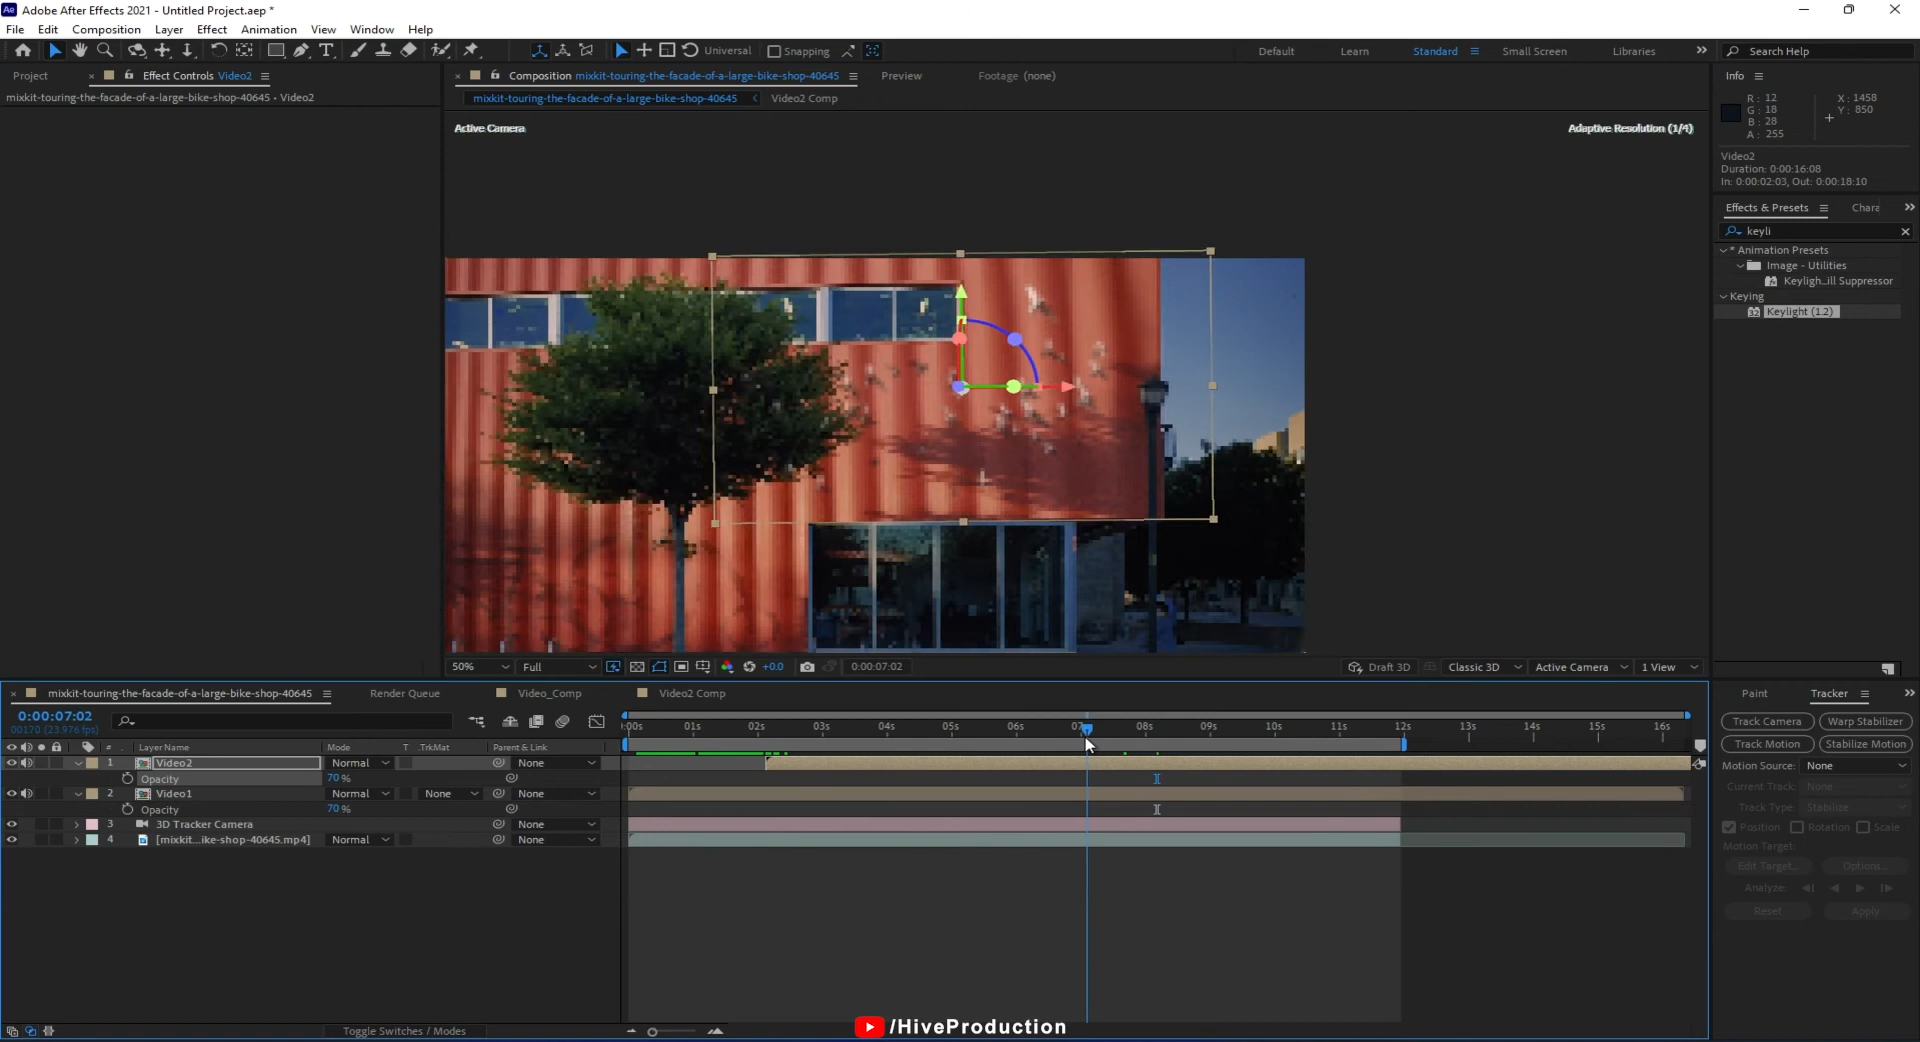 Adobe After Effects 2021 - Untitled Project.aep *
File Edit Composition Layer Effect Animation View Window Help
Universal Snapping Default Learn Standard Small Screen Libraries Search Help
Project Effect Controls Video2 Composition mixkit-touring-the-facade-of-a-large-bike-shop-40645 Preview Footage (none) Info
mixkit-touring-the-facade-of-a-large-bike-shop-40645 • Video2 mixkit-touring-the-facade-of-a-large-bike-shop-40645 Video2 Comp
R: 12 X: 1458
G: 18 Y: 850
B: 28
A: 255
Active Camera Adaptive Resolution (1/4)
Video2
Duration: 0:00:16:08
In: 0:00:02:03, Out: 0:00:18:10
Effects & Presets Chara
keyli
* Animation Presets
Image - Utilities
Keyligh...ill Suppressor
Keying
Keylight (1.2)
50% Full +0.0 0:00:07:02 Draft 3D Classic 3D Active Camera 1 View
mixkit-touring-the-facade-of-a-large-bike-shop-40645 Render Queue Video_Comp Video2 Comp Paint Tracker
0:00:07:02
00170 (23.976 fps)
:00s 01s 02s 03s 04s 05s 06s 07 08s 09s 10s 11s 12s 13s 14s 15s 16s
Track Camera Warp Stabilizer
Track Motion Stabilize Motion
# Layer Name Mode T .TrkMat Parent & Link
1 Video2 Normal None
Opacity 70 %
2 Video1 Normal None None
Opacity 70 %
3 3D Tracker Camera None
4 [mixkit...ike-shop-40645.mp4] Normal None
Motion Source: None
Current Track: None
Track Type: Stabilize
Position Rotation Scale
Motion Target:
Edit Target... Options...
Analyze:
Reset Apply
Toggle Switches / Modes
/HiveProduction